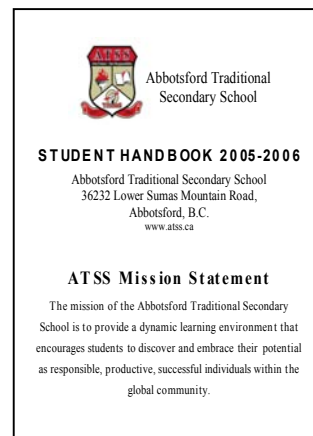 ATSS
Abbotsford Traditional
Secondary School
STUDENT HANDBOOK 2005-2006
Abbotsford Traditional Secondary School
36232 Lower Sumas Mountain Road,
Abbotsford, B.C.
www.atss.ca
ATSS Mission Statement
The mission of the Abbotsford Traditional Secondary
School is to provide a dynamic learning environment that
encourages students to discover and embrace their potential
as responsible, productive, successful individuals within the
global community.